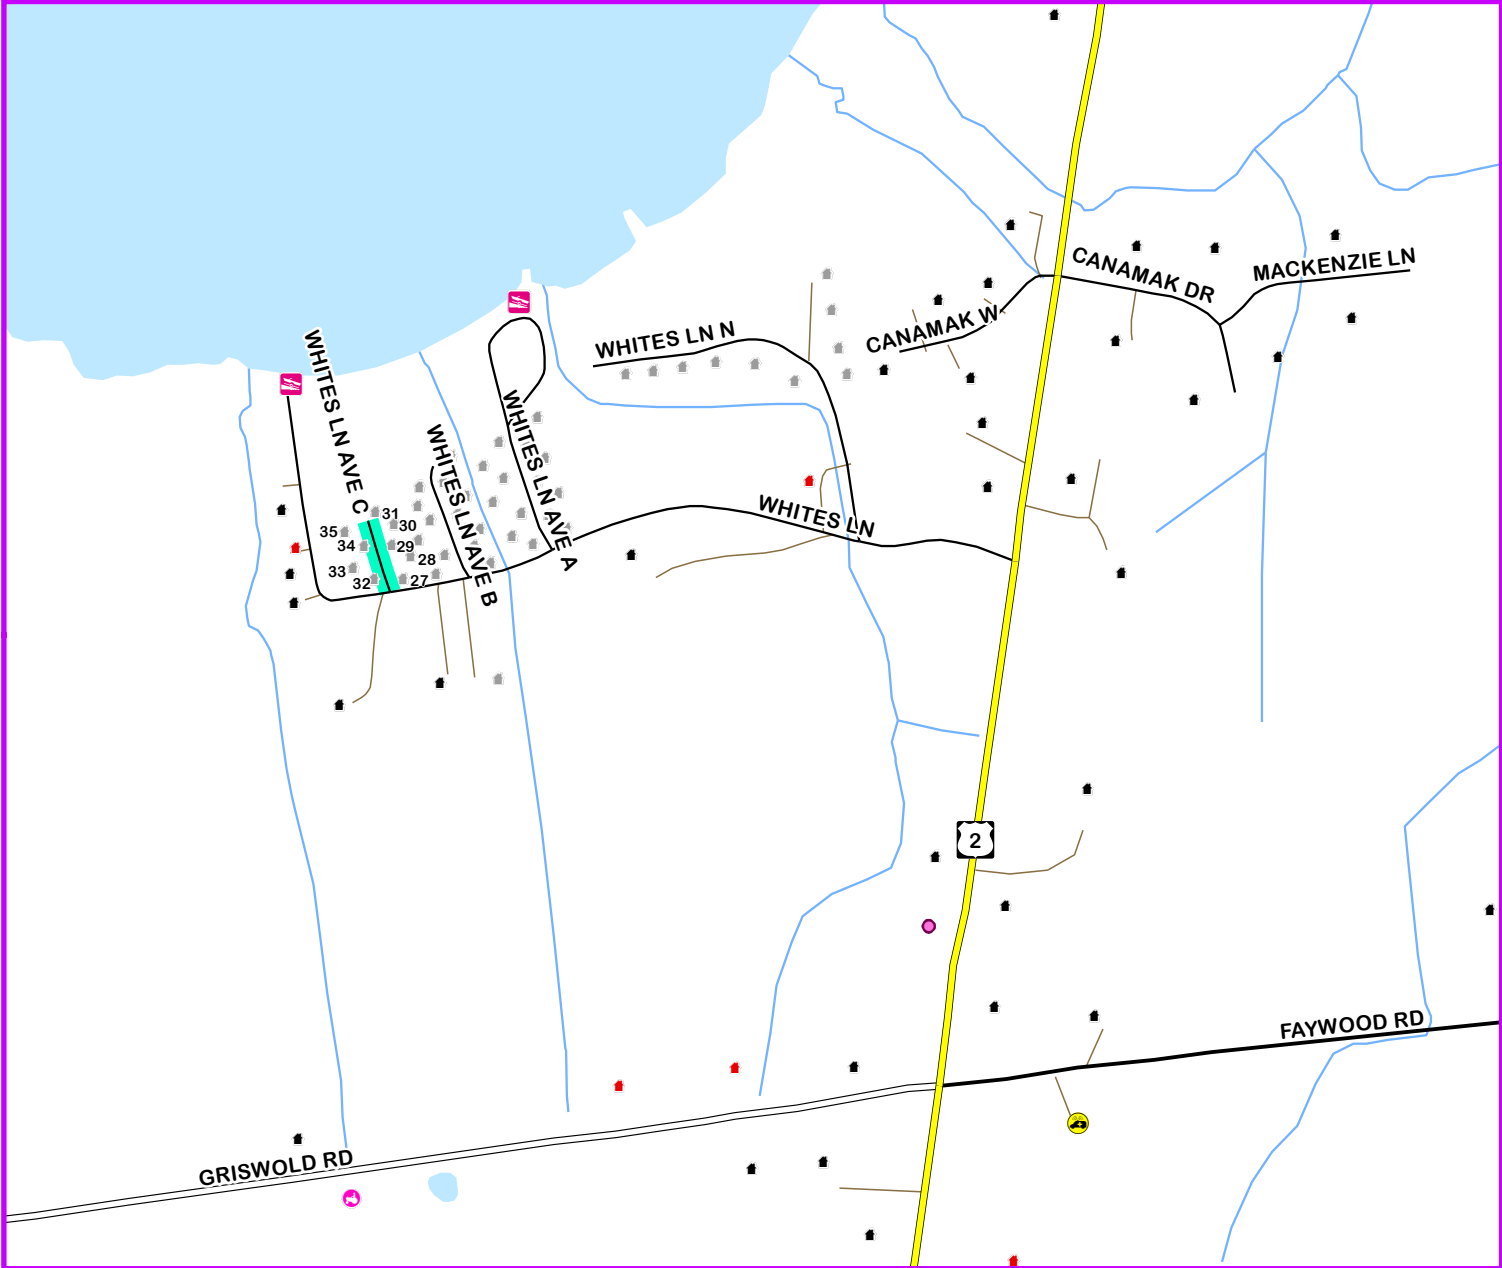 CANAMAK DR
MACKENZIE LN
CANAMAK W
WHITES LN N
WHITES LN AVE C
WHITES LN AVE B
WHITES LN AVE A
WHITES LN
31
30
35
34
29
28
33
32
27
2
FAYWOOD RD
GRISWOLD RD